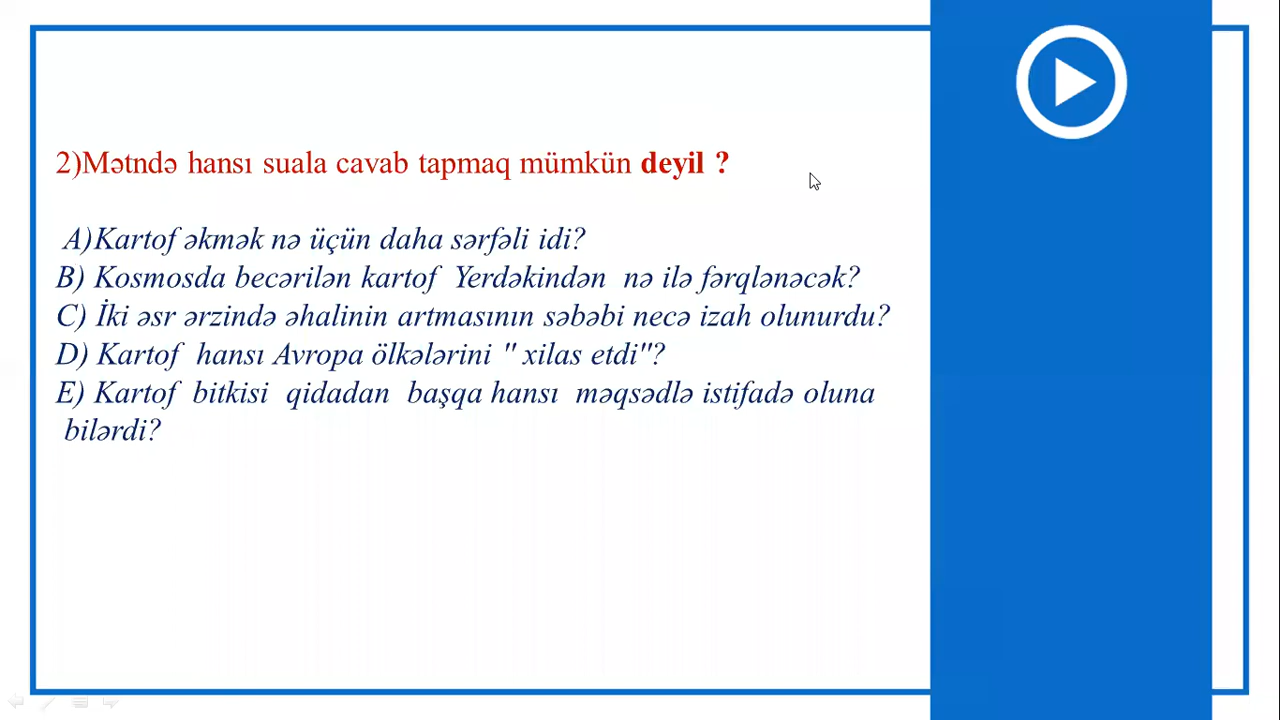 2)Mətndə hansı suala cavab tapmaq mümkün deyil ?
A)Kartof əkmək nə üçün daha sərfəli idi?
B) Kosmosda becərilən kartof Yerdəkindən nə ilə fərqlənəcək?
C) İki əsr ərzində əhalinin artmasının səbəbi necə izah olunurdu?
D) Kartof hansı Avropa ölkələrini " xilas etdi"?
E) Kartof bitkisi qidadan başqa hansı məqsədlə istifadə oluna
bilərdi?